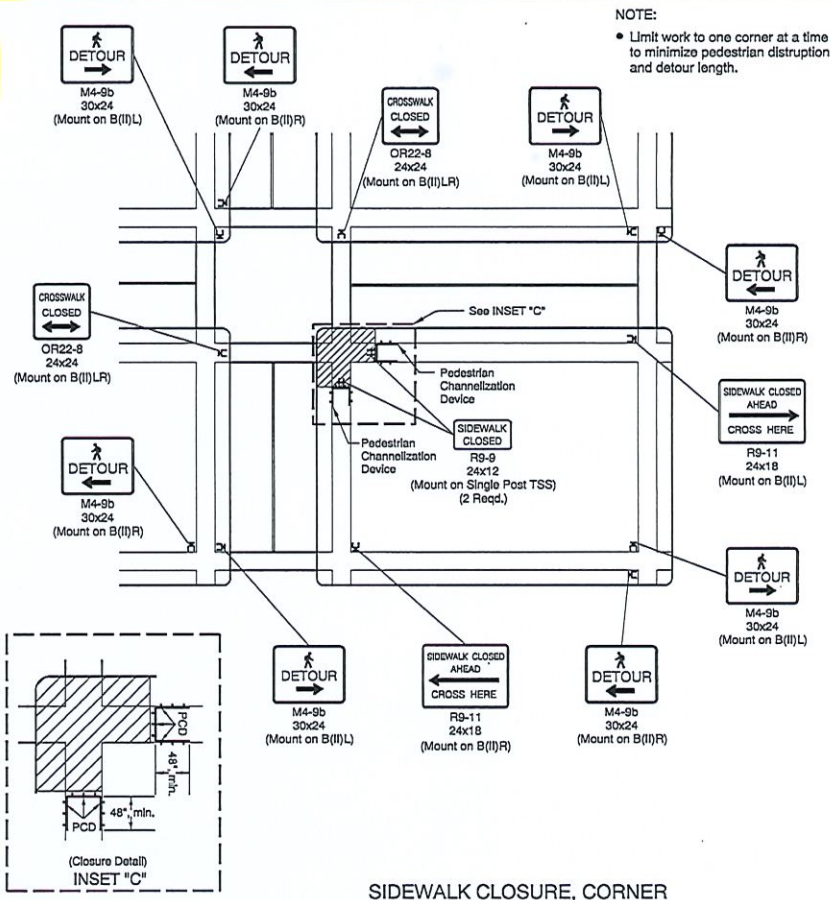 NOTE:
• Limit work to one corner at a time
to minimize pedestrian distruption
and detour length.
DETOUR
M4-9b
30x24
(Mount on B(II)L)
DETOUR
M4-9b
30x24
(Mount on B(II)R)
CROSSWALK
CLOSED
OR22-8
24x24
(Mount on B(II)LR)
DETOUR
M4-9b
30x24
(Mount on B(II)L)
DETOUR
M4-9b
30x24
(Mount on B(II)R)
CROSSWALK
CLOSED
OR22-8
24x24
(Mount on B(II)LR)
See INSET "C"
Pedestrian
Channelization
Device
Pedestrian
Channelization
Device
SIDEWALK
CLOSED
R9-9
24x12
(Mount on Single Post TSS)
(2 Reqd.)
SIDEWALK CLOSED
AHEAD
CROSS HERE
R9-11
24x18
(Mount on B(II)L)
DETOUR
M4-9b
30x24
(Mount on B(II)R)
DETOUR
M4-9b
30x24
(Mount on B(II)L)
DETOUR
M4-9b
30x24
(Mount on B(II)L)
SIDEWALK CLOSED
AHEAD
CROSS HERE
R9-11
24x18
(Mount on B(II)R)
DETOUR
M4-9b
30x24
(Mount on B(II)R)
PCD
48", min.
48", min.
PCD
(Closure Detail)
INSET "C"
SIDEWALK CLOSURE, CORNER